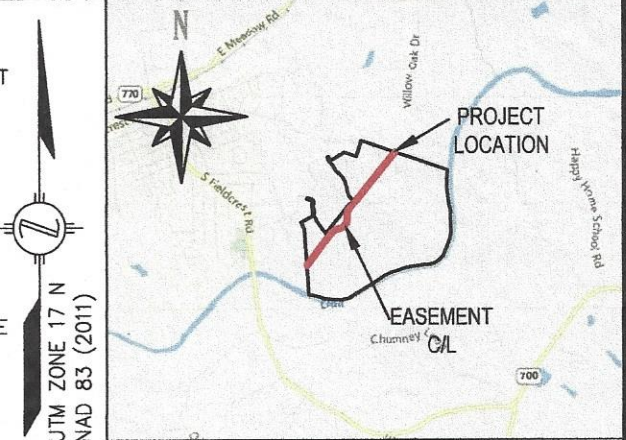 T
E
UTM ZONE 17 N
NAD 83 (2011)
N
E Meadow Rd
770
Willow Oak Dr
PROJECT
LOCATION
S Fieldcrest Rd
Happy Home School Rd
EASEMENT
C/L
Chumney
700